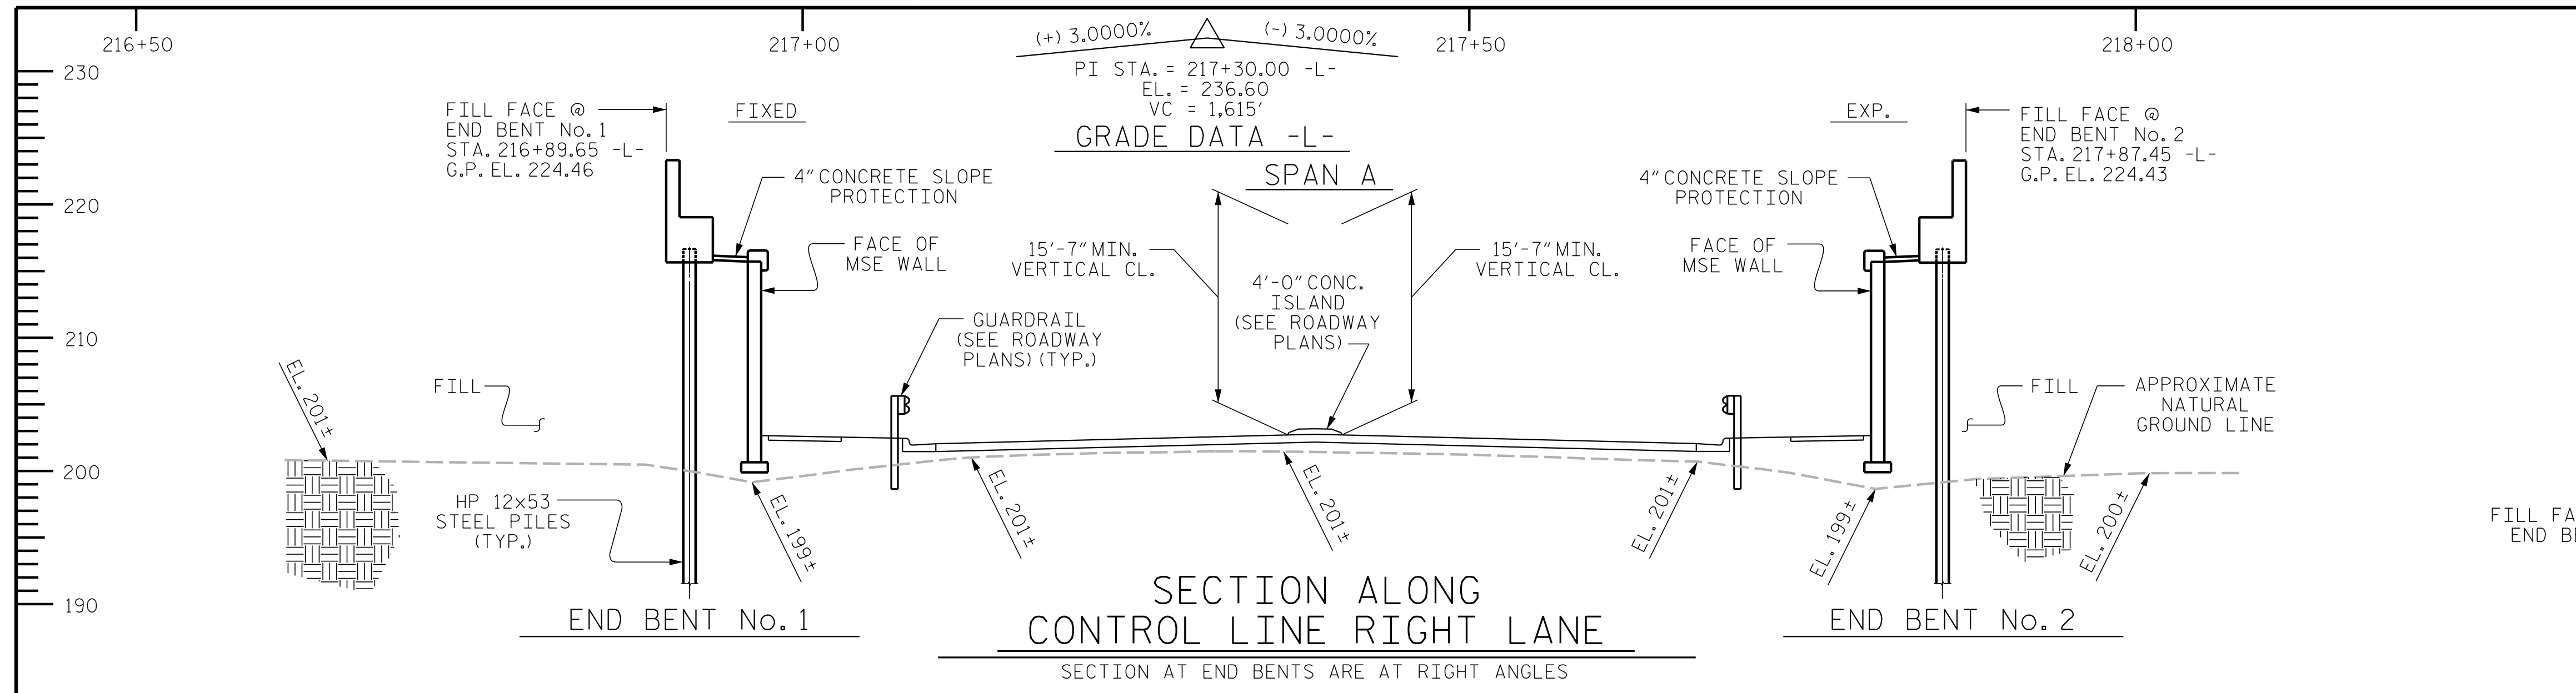 216+50
217+00
217+50
218+00
230
220
210
200
190
(+) 3.0000%
(-) 3.0000%
PI STA. = 217+30.00 -L-
EL. = 236.60
VC = 1,615'
GRADE DATA -L-
SPAN A
FILL FACE @
END BENT No. 1
STA. 216+89.65 -L-
G.P. EL. 224.46
FIXED
4" CONCRETE SLOPE
PROTECTION
FACE OF
MSE WALL
15'-7" MIN.
VERTICAL CL.
4'-0" CONC.
ISLAND
(SEE ROADWAY
PLANS)
15'-7" MIN.
VERTICAL CL.
GUARDRAIL
(SEE ROADWAY
PLANS) (TYP.)
EXP.
FILL FACE @
END BENT No. 2
STA. 217+87.45 -L-
G.P. EL. 224.43
4" CONCRETE SLOPE
PROTECTION
FACE OF
MSE WALL
EL. 201±
FILL
HP 12x53
STEEL PILES
(TYP.)
EL. 199±
EL. 201±
EL. 201±
EL. 201±
EL. 199±
EL. 200±
FILL
APPROXIMATE
NATURAL
GROUND LINE
END BENT No. 1
END BENT No. 2
SECTION ALONG
CONTROL LINE RIGHT LANE
SECTION AT END BENTS ARE AT RIGHT ANGLES
FILL FA
END BE